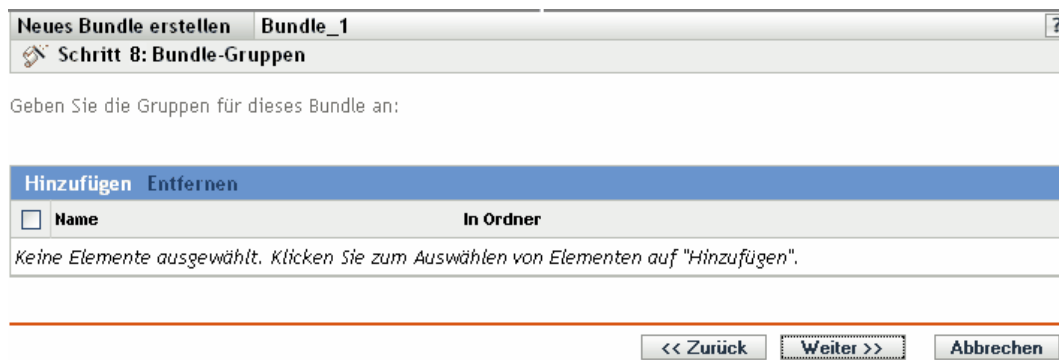 Neues Bundle erstellen Bundle_1 ?
Schritt 8: Bundle-Gruppen
Geben Sie die Gruppen für dieses Bundle an:
Hinzufügen Entfernen
Name In Ordner
Keine Elemente ausgewählt. Klicken Sie zum Auswählen von Elementen auf "Hinzufügen".
<< Zurück Weiter >> Abbrechen